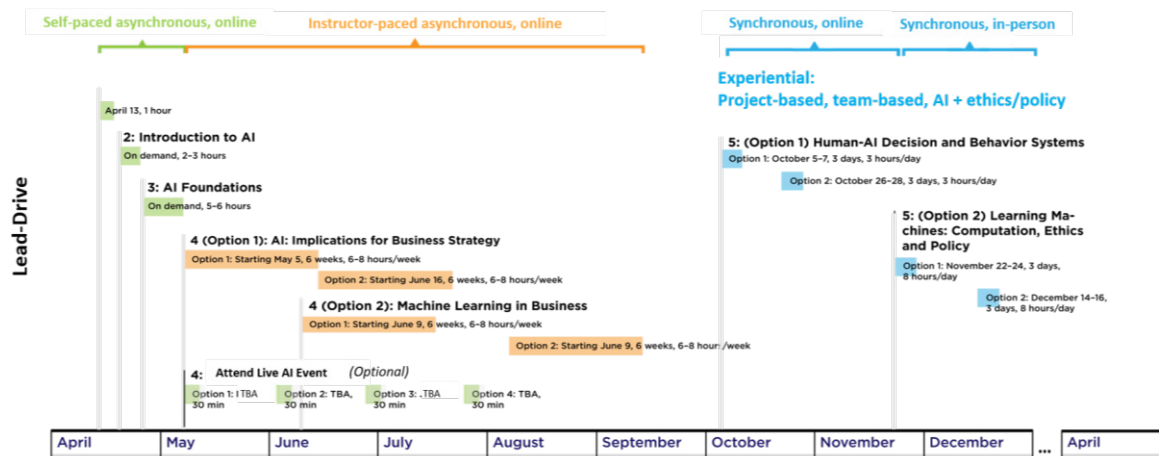 Self-paced asynchronous, online
Instructor-paced asynchronous, online
Synchronous, online
Synchronous, in-person
Experiential:
Project-based, team-based, AI + ethics/policy
Lead-Drive
April 13, 1 hour
2: Introduction to AI
On demand, 2–3 hours
3: AI Foundations
On demand, 5–6 hours
4 (Option 1): AI: Implications for Business Strategy
Option 1: Starting May 5, 6 weeks, 6–8 hours/week
Option 2: Starting June 16, 6 weeks, 6–8 hours/week
4 (Option 2): Machine Learning in Business
Option 1: Starting June 9, 6 weeks, 6–8 hours/week
Option 2: Starting June 9, 6 weeks, 6–8 hours/week
4: Attend Live AI Event (Optional)
Option 1: TBA
30 min
Option 2: TBA,
30 min
Option 3: TBA
30 min
Option 4: TBA,
30 min
5: (Option 1) Human-AI Decision and Behavior Systems
Option 1: October 5–7, 3 days, 3 hours/day
Option 2: October 26–28, 3 days, 3 hours/day
5: (Option 2) Learning Ma-
chines: Computation, Ethics
and Policy
Option 1: November 22–24, 3 days,
8 hours/day
Option 2: December 14–16,
3 days, 8 hours/day
April May June July August September October November December ... April